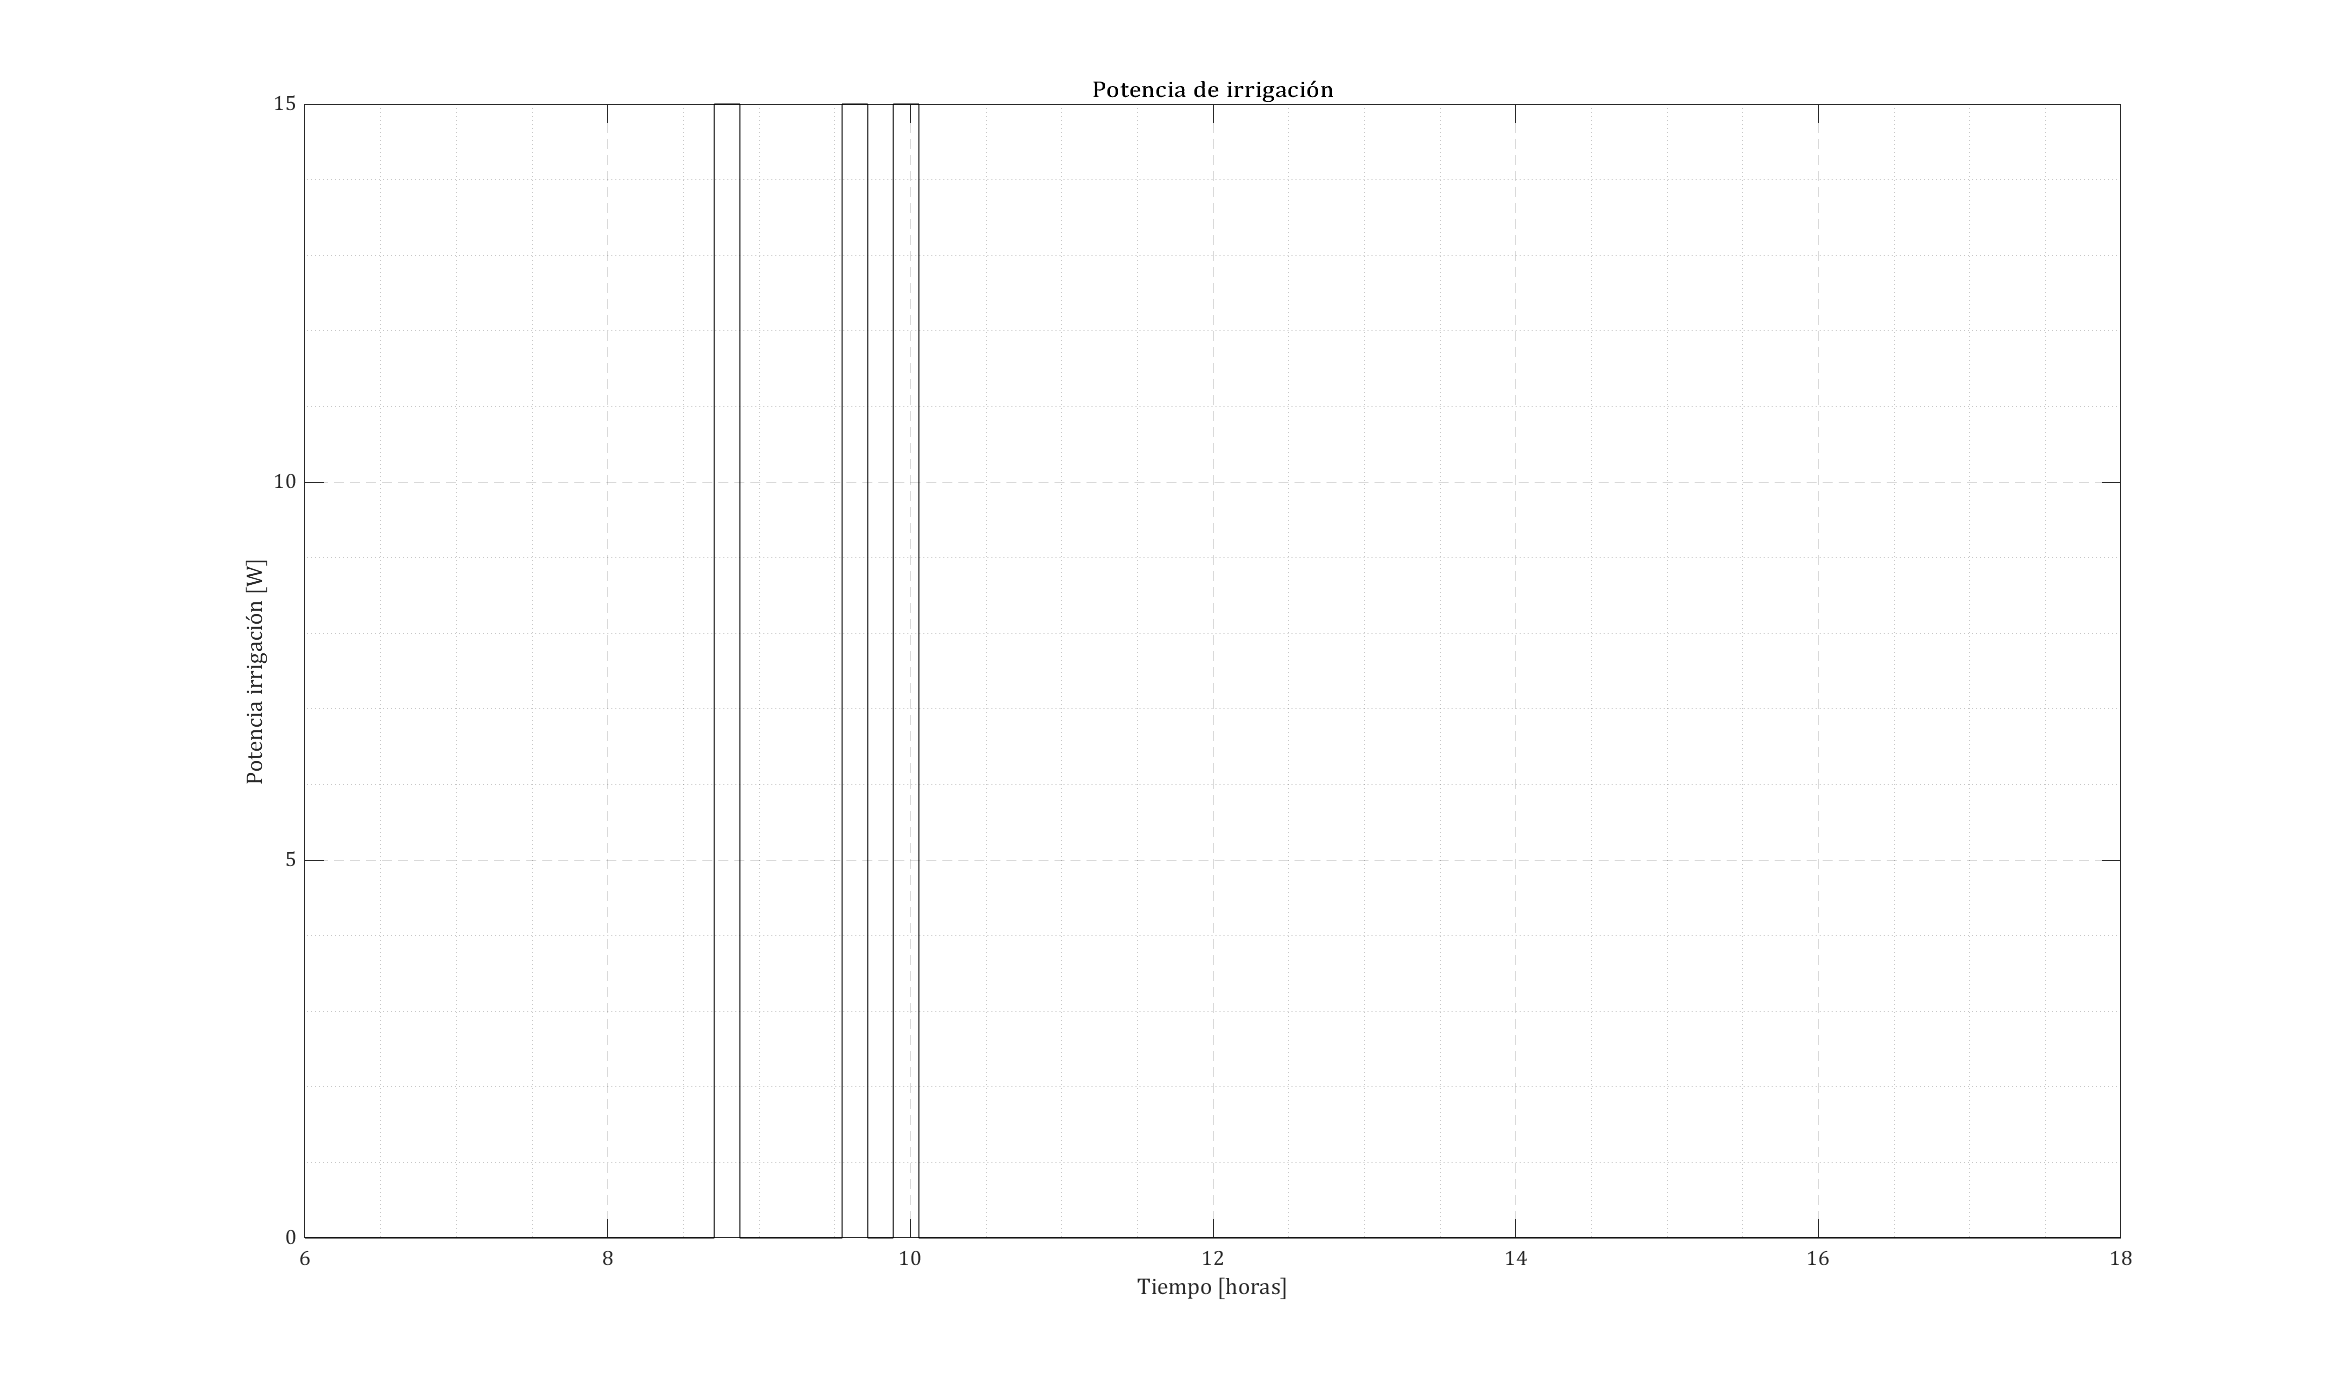 Potencia de irrigación
15
10
5
0
Potencia irrigación [W]
6 8 10 12 14 16 18
Tiempo [horas]